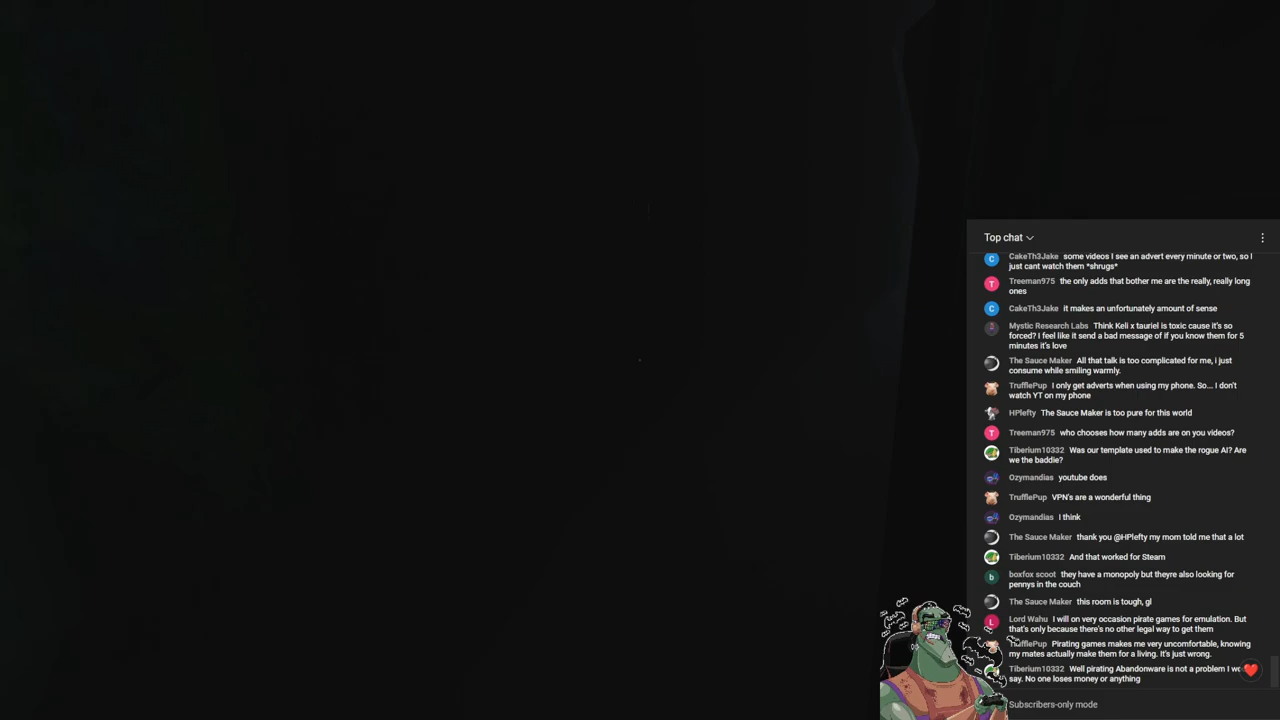 Top chat
CakeTh3Jake some videos I see an advert every minute or two, so I
just cant watch them *shrugs*
Treeman975 the only adds that bother me are the really, really long
ones
CakeTh3Jake it makes an unfortunately amount of sense
Mystic Research Labs Think Keli x tauriel is toxic cause it's so
forced? I feel like it send a bad message of if you know them for 5
minutes it's love
The Sauce Maker All that talk is too complicated for me, i just
consume while smiling warmly.
TrufflePup I only get adverts when using my phone. So... I don't
watch YT on my phone
HPlefty The Sauce Maker is too pure for this world
Treeman975 who chooses how many adds are on you videos?
Tiberium10332 Was our template used to make the rogue AI? Are
we the baddie?
Ozymandias youtube does
TrufflePup VPN's are a wonderful thing
Ozymandias I think
The Sauce Maker thank you @HPlefty my mom told me that a lot
Tiberium10332 And that worked for Steam
boxfox scoot they have a monopoly but theyre also looking for
pennys in the couch
The Sauce Maker this room is tough, gl
Lord Wahu I will on very occasion pirate games for emulation. But
that's only because there's no other legal way to get them
TrufflePup Pirating games makes me very uncomfortable, knowing
my mates actually make them for a living. It's just wrong.
Tiberium10332 Well pirating Abandonware is not a problem I
say. No one loses money or anything
Subscribers-only mode